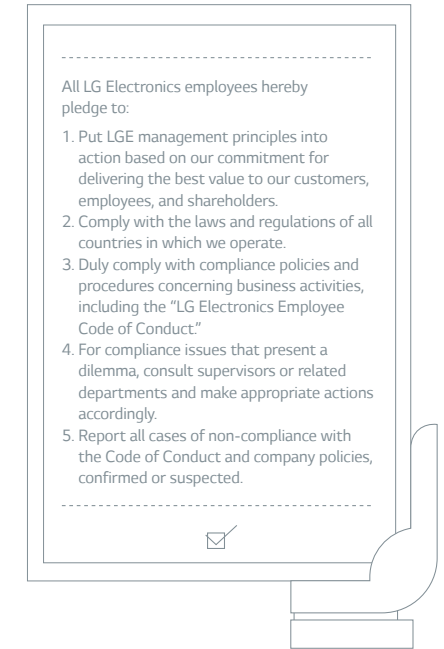 All LG Electronics employees hereby
pledge to:
1. Put LGE management principles into
action based on our commitment for
delivering the best value to our customers,
employees, and shareholders.
2. Comply with the laws and regulations of all
countries in which we operate.
3. Duly comply with compliance policies and
procedures concerning business activities,
including the “LG Electronics Employee
Code of Conduct.”
4. For compliance issues that present a
dilemma, consult supervisors or related
departments and make appropriate actions
accordingly.
5. Report all cases of non-compliance with
the Code of Conduct and company policies,
confirmed or suspected.